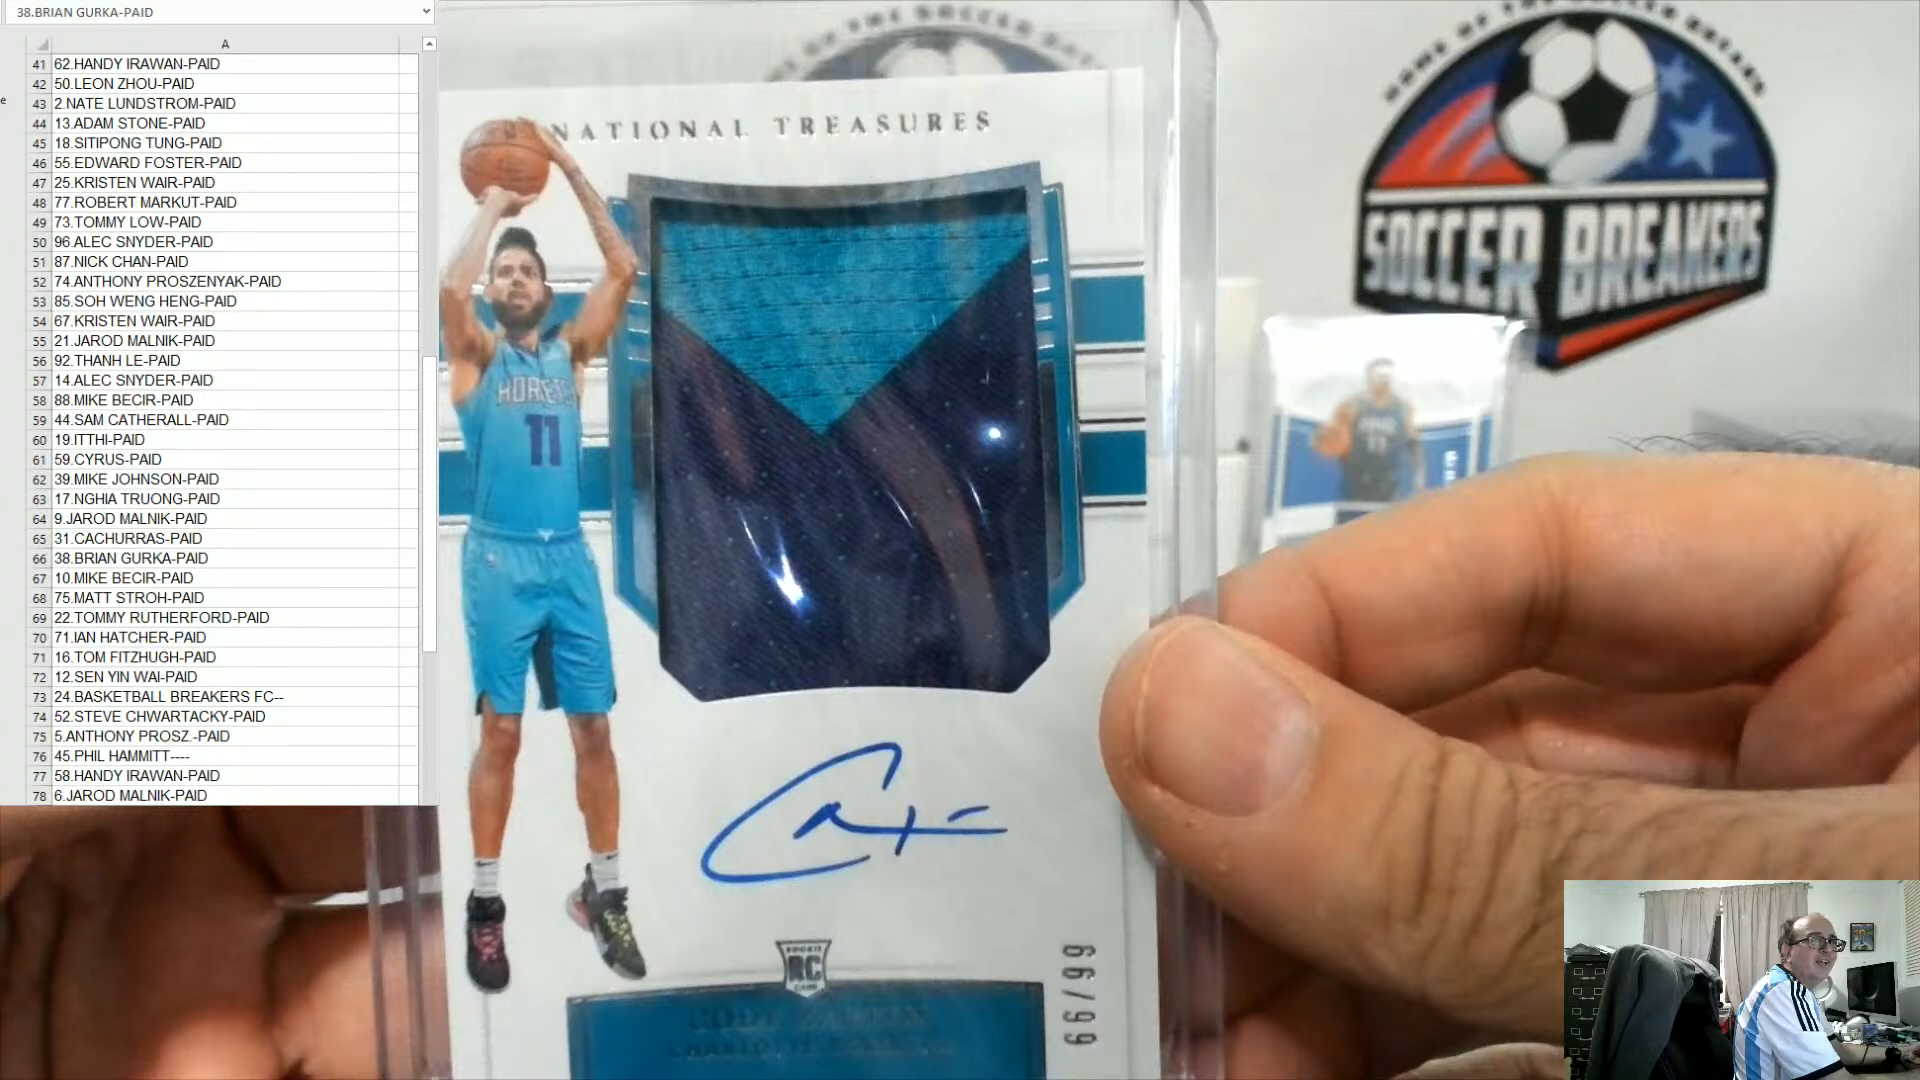 38.BRIAN GURKA-PAID
A
41 62.HANDY IRAWAN-PAID
42 50.LEON ZHOU-PAID
43 2.NATE LUNDSTROM-PAID
44 13.ADAM STONE-PAID
45 18.SITIPONG TUNG-PAID
46 55.EDWARD FOSTER-PAID
47 25.KRISTEN WAIR-PAID
48 77.ROBERT MARKUT-PAID
49 73.TOMMY LOW-PAID
50 96.ALEC SNYDER-PAID
51 87.NICK CHAN-PAID
52 74.ANTHONY PROSZENYAK-PAID
53 85.SOH WENG HENG-PAID
54 67.KRISTEN WAIR-PAID
55 21.JAROD MALNIK-PAID
56 92.THANH LE-PAID
57 14.ALEC SNYDER-PAID
58 88.MIKE BECIR-PAID
59 44.SAM CATHERALL-PAID
60 19.ITTHI-PAID
61 59.CYRUS-PAID
62 39.MIKE JOHNSON-PAID
63 17.NGHIA TRUONG-PAID
64 9.JAROD MALNIK-PAID
65 31.CACHURRAS-PAID
66 38.BRIAN GURKA-PAID
67 10.MIKE BECIR-PAID
68 75.MATT STROH-PAID
69 22.TOMMY RUTHERFORD-PAID
70 71.IAN HATCHER-PAID
71 16.TOM FITZHUGH-PAID
72 12.SEN YIN WAI-PAID
73 24.BASKETBALL BREAKERS FC--
74 52.STEVE CHWARTACKY-PAID
75 5.ANTHONY PROSZ.-PAID
76 45.PHIL HAMMITT----
77 58.HANDY IRAWAN-PAID
78 6.JAROD MALNIK-PAID
e
NATIONAL TREASURES
HORNETS
11
ROOKIE
RC
CARD
CODY MARTIN
CHARLOTTE
66/99
HOME OF THE SOCCER BREAKERS
SOCCER BREAKERS